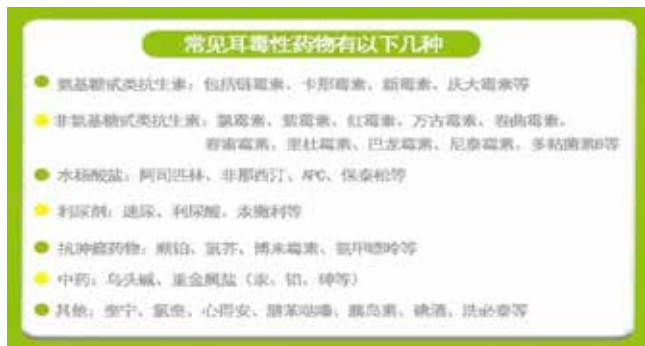 常见耳毒性药物有以下几种
氨基糖甙类抗生素：包括链霉素、卡那霉素、新霉素、庆大霉素等
非氨基糖甙类抗生素：氯霉素、紫霉素、红霉素、万古霉素、卷曲霉素、
春雷霉素、里杜霉素、巴龙霉素、尼泰霉素、多粘菌素B等
水杨酸盐：阿司匹林、非那西汀、APC、保泰松等
利尿剂：速尿、利尿酸、汞撒利等
抗肿瘤药物：顺铂、氮芥、博来霉素、氨甲嘌呤等
中药：乌头碱、重金属盐（汞、铅、砷等）
其他：奎宁、氯奎、心得安、肼苯哒嗪、胰岛素、碘酒、洗必泰等